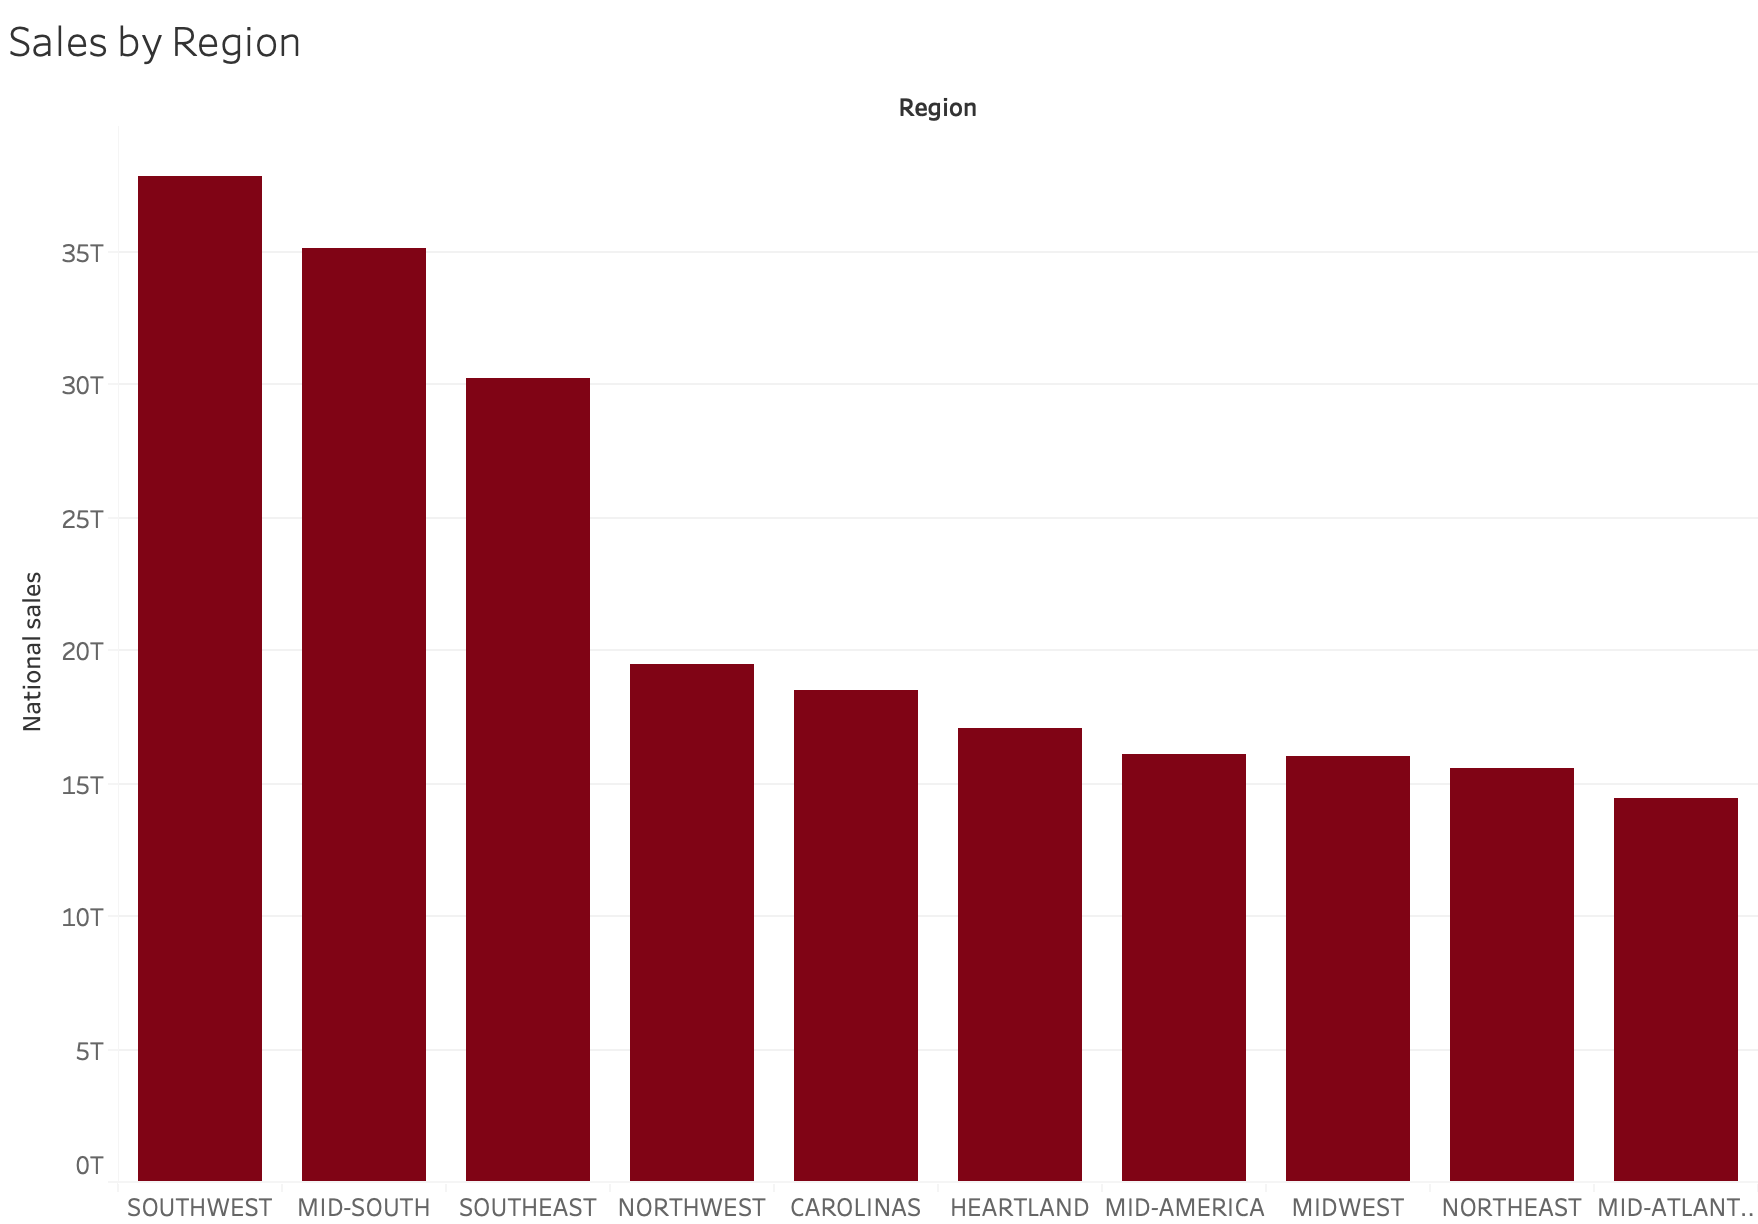 Sales by Region
Region
National sales
35T
30T
25T
20T
15T
10T
5T
0T
SOUTHWEST MID-SOUTH SOUTHEAST NORTHWEST CAROLINAS HEARTLAND MID-AMERICA MIDWEST NORTHEAST MID-ATLANT..